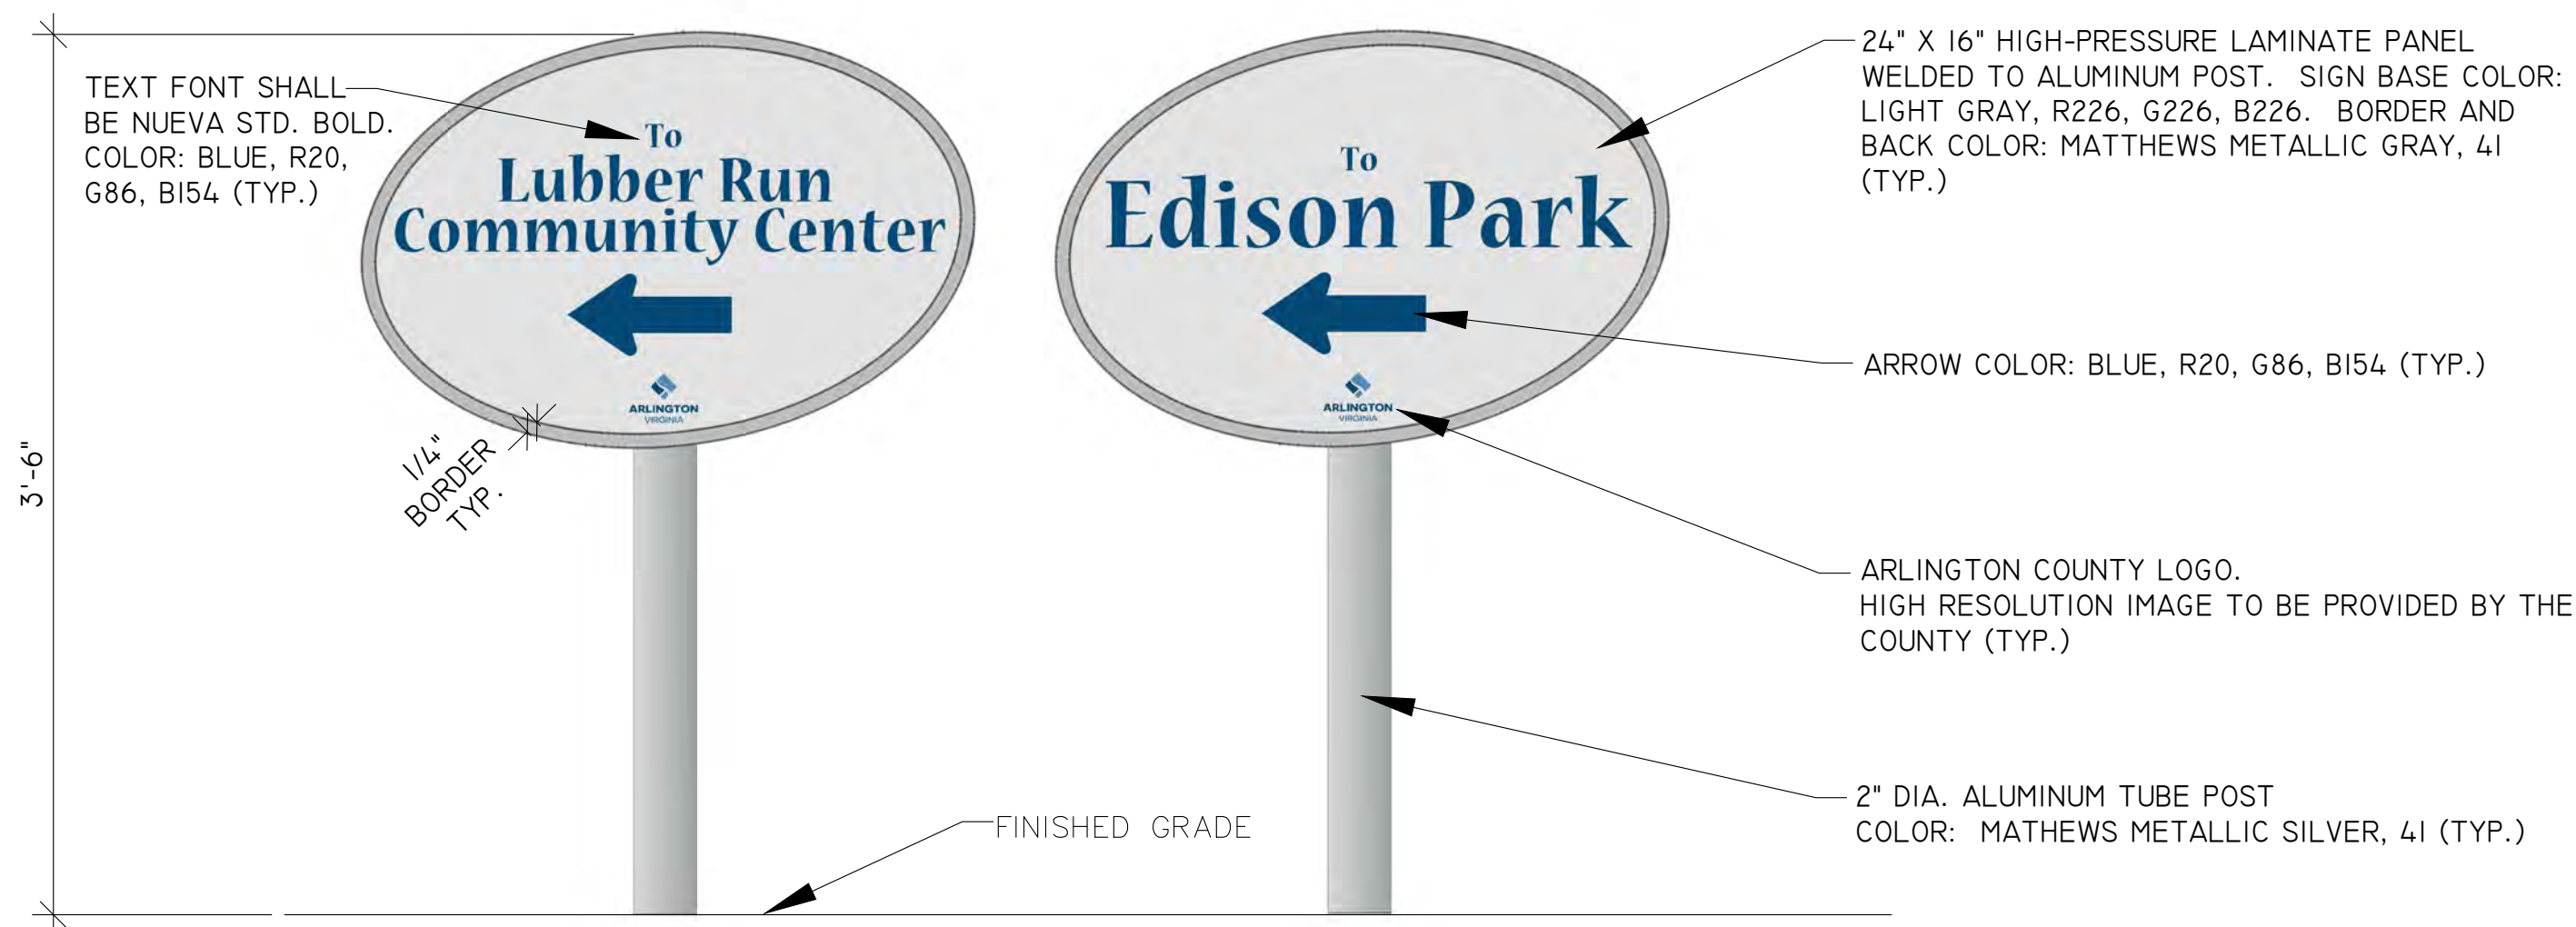 TEXT FONT SHALL
BE NUEVA STD. BOLD.
COLOR: BLUE, R20,
G86, B154 (TYP.)
3'-6"
To
Lubber Run
Community Center
ARLINGTON
VIRGINIA
1/4"
BORDER
TYP.
To
Edison Park
ARLINGTON
VIRGINIA
24" X 16" HIGH-PRESSURE LAMINATE PANEL
WELDED TO ALUMINUM POST. SIGN BASE COLOR:
LIGHT GRAY, R226, G226, B226. BORDER AND
BACK COLOR: MATTHEWS METALLIC GRAY, 41
(TYP.)
ARROW COLOR: BLUE, R20, G86, B154 (TYP.)
ARLINGTON COUNTY LOGO.
HIGH RESOLUTION IMAGE TO BE PROVIDED BY THE
COUNTY (TYP.)
2" DIA. ALUMINUM TUBE POST
COLOR: MATHEWS METALLIC SILVER, 41 (TYP.)
FINISHED GRADE